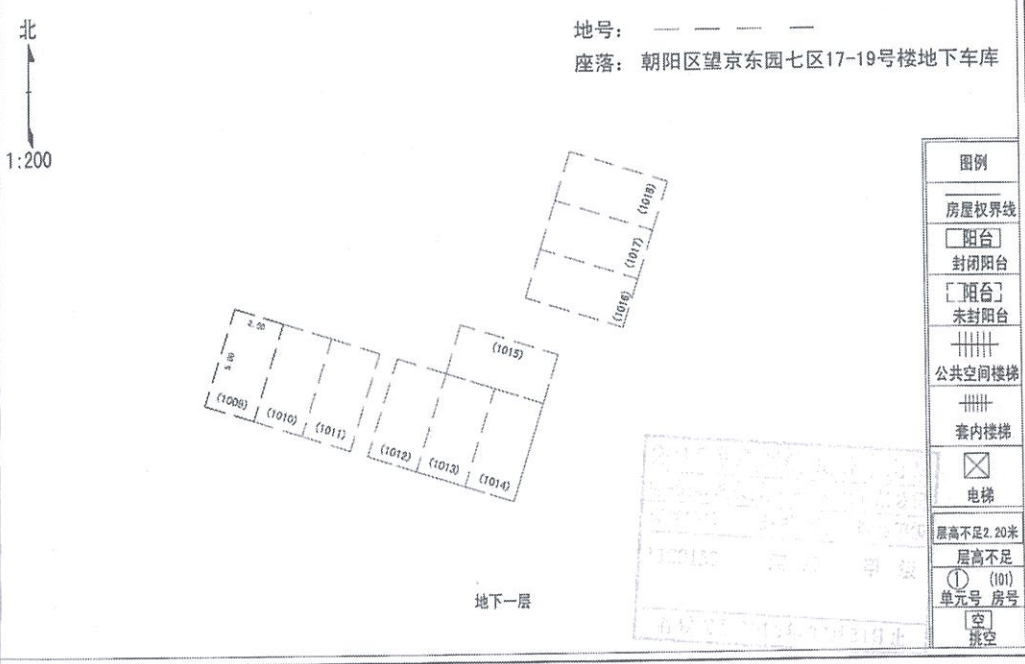 北
1:200
地号： — — — —
座落： 朝阳区望京东园七区17-19号楼地下车库
(1018)
(1017)
(1016)
(1015)
5.00
(1009)
(1010)
(1011)
(1012)
(1013)
(1014)
地下一层
图例
房屋权界线
阳台
封闭阳台
阳台
未封阳台
公共空间楼梯
套内楼梯
电梯
层高不足2.20米
层高不足
① (101)
单元号 房号
空
挑空